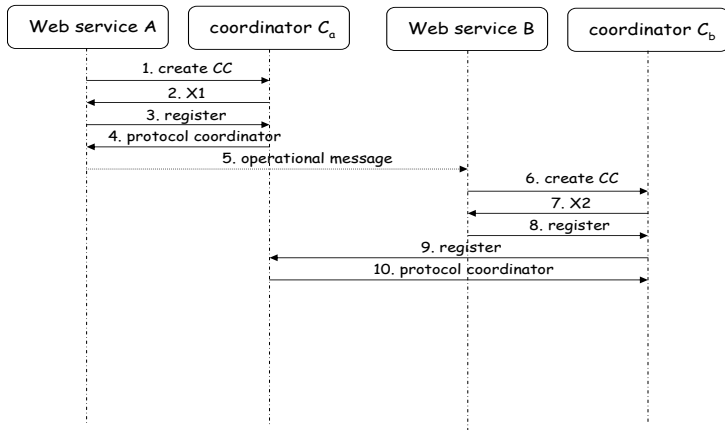 Web service A
coordinator Ca
Web service B
coordinator Cb
1. create CC
2. X1
3. register
4. protocol coordinator
5. operational message
6. create CC
7. X2
8. register
9. register
10. protocol coordinator